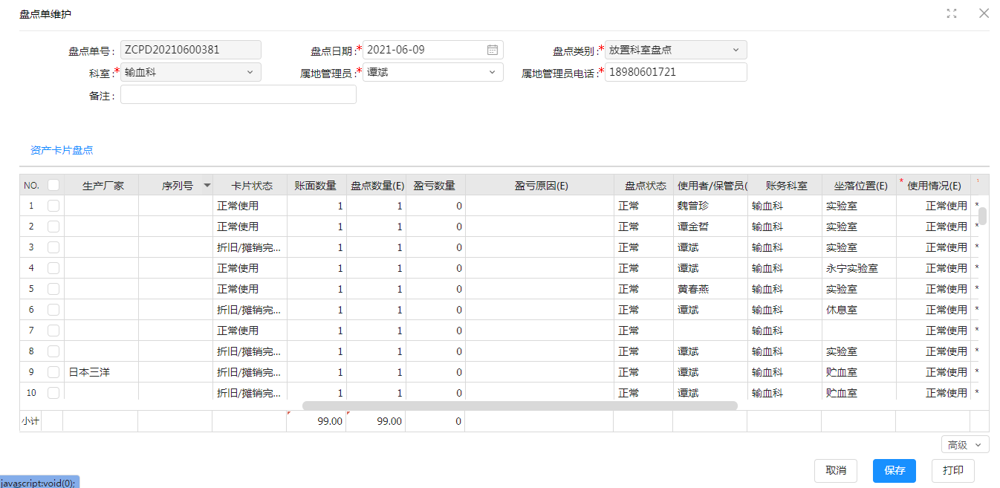 盘点单维护
盘点单号: ZCPD20210600381 盘点日期:* 2021-06-09 盘点类别:* 放置科室盘点
科室:* 输血科 属地管理员:* 谭斌 属地管理员电话:* 18980601721
备注:
资产卡片盘点
NO. 生产厂家 序列号 卡片状态 账面数量 盘点数量(E) 盈亏数量 盈亏原因(E) 盘点状态 使用者/保管员( 账务科室 坐落位置(E) * 使用情况(E) *
1 正常使用 1 1 0 正常 魏曾珍 输血科 实验室 正常使用 *
2 正常使用 1 1 0 正常 谭金哲 输血科 实验室 正常使用 *
3 折旧/摊销完... 1 1 0 正常 谭斌 输血科 实验室 正常使用 *
4 正常使用 1 1 0 正常 谭斌 输血科 永宁实验室 正常使用 *
5 正常使用 1 1 0 正常 黄春燕 输血科 实验室 正常使用 *
6 折旧/摊销完... 1 1 0 正常 谭斌 输血科 休息室 正常使用 *
7 正常使用 1 1 0 正常 输血科 正常使用 *
8 折旧/摊销完... 1 1 0 正常 谭斌 输血科 实验室 正常使用 *
9 日本三洋 折旧/摊销完... 1 1 0 正常 谭斌 输血科 贮血室 正常使用 *
10 折旧/摊销完... 1 1 0 正常 谭斌 输血科 贮血室 正常使用 *
小计 99.00 99.00 0
高级
取消 保存 打印
javascript:void(0);